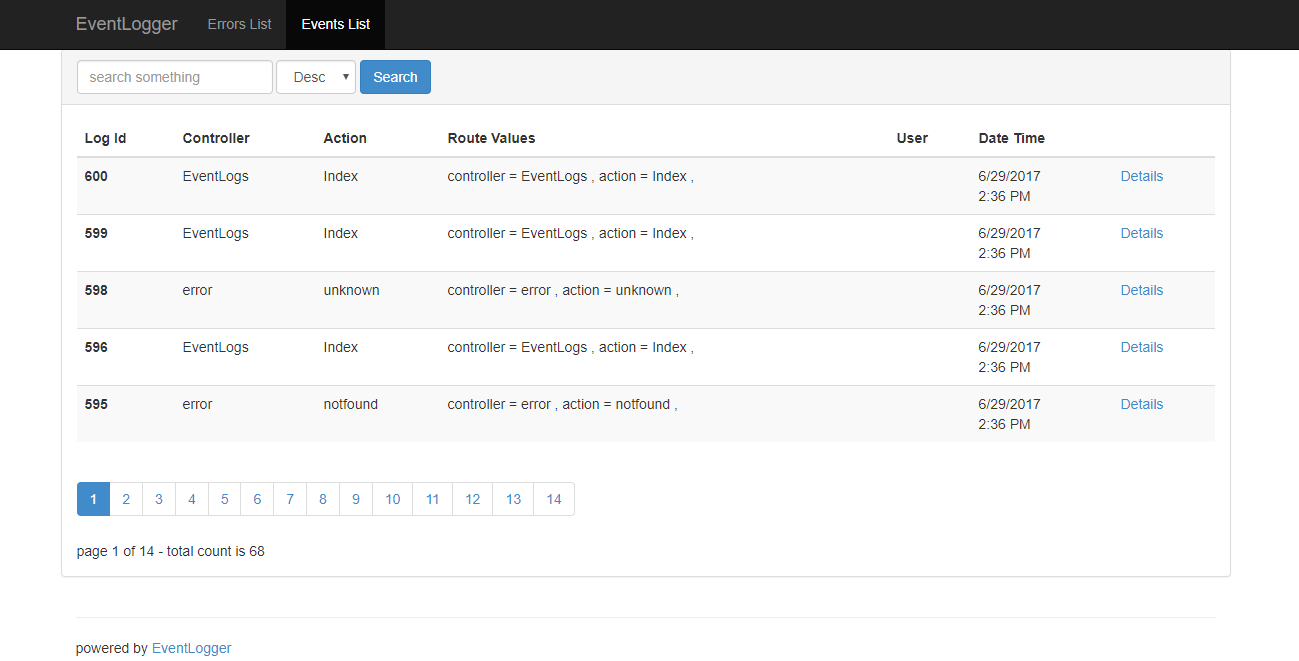 EventLogger Errors List Events List
search something Desc Search
Log Id Controller Action Route Values User Date Time
600 EventLogs Index controller = EventLogs , action = Index , 6/29/2017 Details
2:36 PM
599 EventLogs Index controller = EventLogs , action = Index , 6/29/2017 Details
2:36 PM
598 error unknown controller = error , action = unknown , 6/29/2017 Details
2:36 PM
596 EventLogs Index controller = EventLogs , action = Index , 6/29/2017 Details
2:36 PM
595 error notfound controller = error , action = notfound , 6/29/2017 Details
2:36 PM
1 2 3 4 5 6 7 8 9 10 11 12 13 14
page 1 of 14 - total count is 68
powered by EventLogger